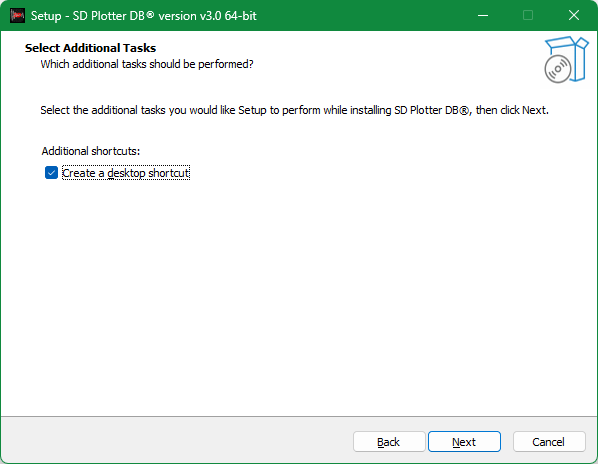 Setup - SD Plotter DB® version v3.0 64-bit
Select Additional Tasks
Which additional tasks should be performed?
Select the additional tasks you would like Setup to perform while installing SD Plotter DB®, then click Next.
Additional shortcuts:
Create a desktop shortcut
Back Next Cancel